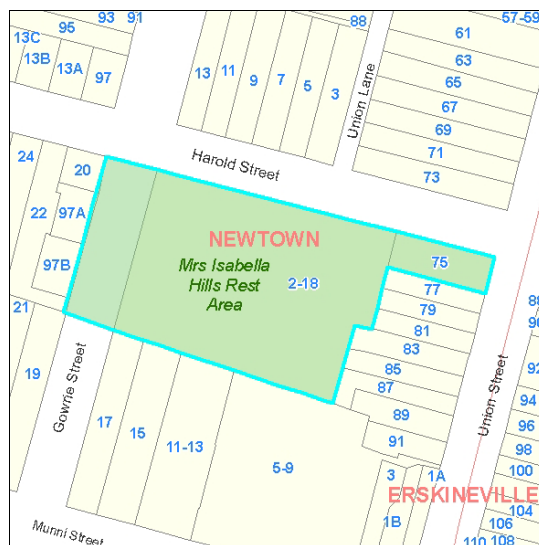 93
91
95
13C
13B
13A
97
88
13
11
9
7
5
3
Union Lane
57-59
61
63
65
67
69
71
73
Harold Street
24
20
22
97A
97B
21
19
NEWTOWN
Mrs Isabella
Hills Rest
Area
2-18
75
77
79
81
83
85
87
89
91
Gowrie Street
17
15
11-13
5-9
Union Street
3
1A
1B
ERSKINEVILLE
92
94
96
98
100
104
106
108
110
Munni Street